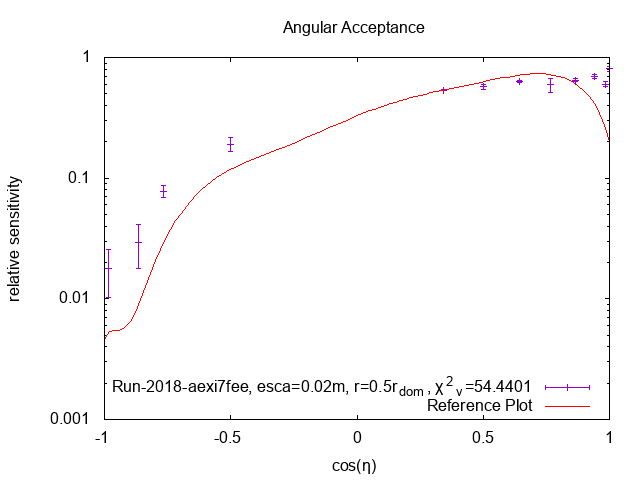 Angular Acceptance
relative sensitivity
1
0.1
0.01
0.001
Run-2018-aexi7fee, esca=0.02m, r=0.5r_dom, χ²_ν=54.4401
Reference Plot
-1
-0.5
0
0.5
1
cos(η)